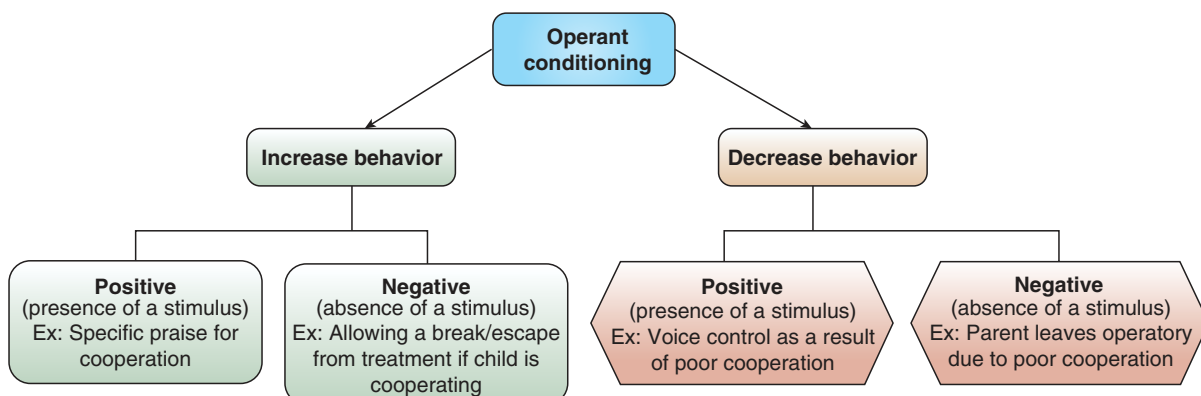 Operant
conditioning
Increase behavior
Decrease behavior
Positive
(presence of a stimulus)
Ex: Specific praise for
cooperation
Negative
(absence of a stimulus)
Ex: Allowing a break/escape
from treatment if child is
cooperating
Positive
(presence of a stimulus)
Ex: Voice control as a result
of poor cooperation
Negative
(absence of a stimulus)
Ex: Parent leaves operatory
due to poor cooperation